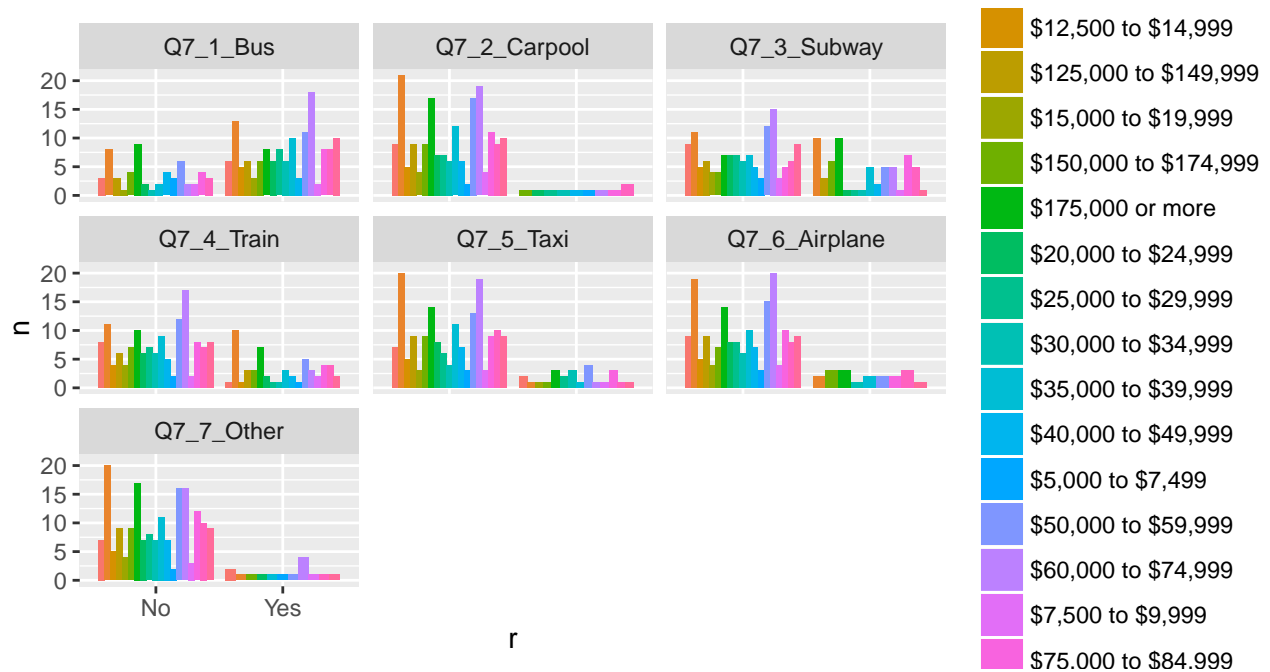 Q7_1_Bus
Q7_2_Carpool
Q7_3_Subway
20
15
10
5
0
Q7_4_Train
Q7_5_Taxi
Q7_6_Airplane
20
15
10
5
0
n
Q7_7_Other
20
15
10
5
0
No
Yes
r
$12,500 to $14,999
$125,000 to $149,999
$15,000 to $19,999
$150,000 to $174,999
$175,000 or more
$20,000 to $24,999
$25,000 to $29,999
$30,000 to $34,999
$35,000 to $39,999
$40,000 to $49,999
$5,000 to $7,499
$50,000 to $59,999
$60,000 to $74,999
$7,500 to $9,999
$75,000 to $84,999